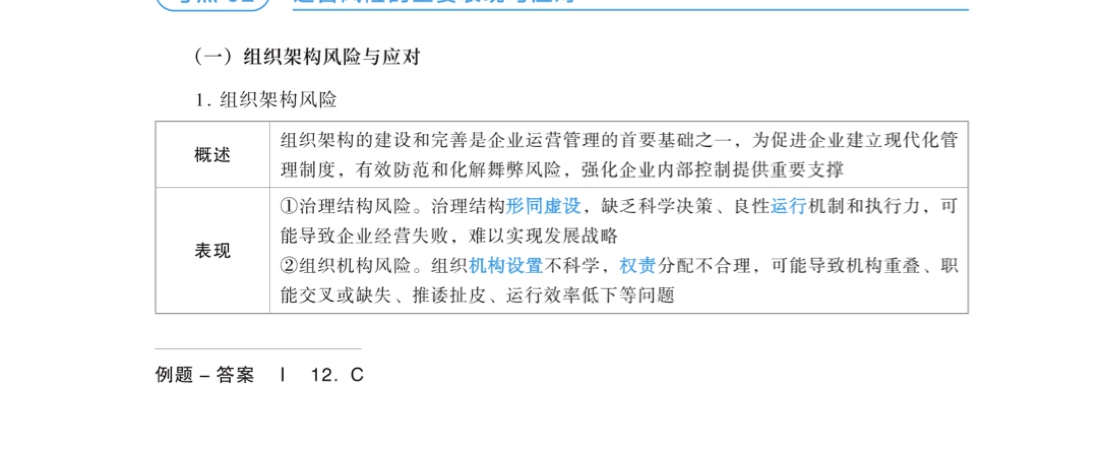 （一）组织架构风险与应对
1. 组织架构风险
概述
组织架构的建设和完善是企业运营管理的首要基础之一，为促进企业建立现代化管
理制度，有效防范和化解舞弊风险，强化企业内部控制提供重要支撑
表现
①治理结构风险。治理结构形同虚设，缺乏科学决策、良性运行机制和执行力，可
能导致企业经营失败，难以实现发展战略
②组织机构风险。组织机构设置不科学，权责分配不合理，可能导致机构重叠、职
能交叉或缺失、推诿扯皮、运行效率低下等问题
例题 – 答案 | 12. C